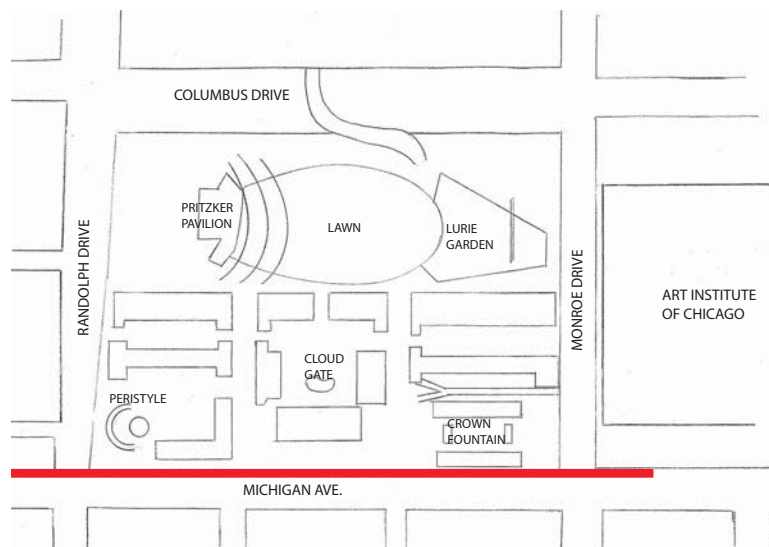 COLUMBUS DRIVE
PRITZKER
PAVILION
LAWN
LURIE
GARDEN
RANDOLPH DRIVE
MONROE DRIVE
ART INSTITUTE
OF CHICAGO
CLOUD
GATE
PERISTYLE
CROWN
FOUNTAIN
MICHIGAN AVE.